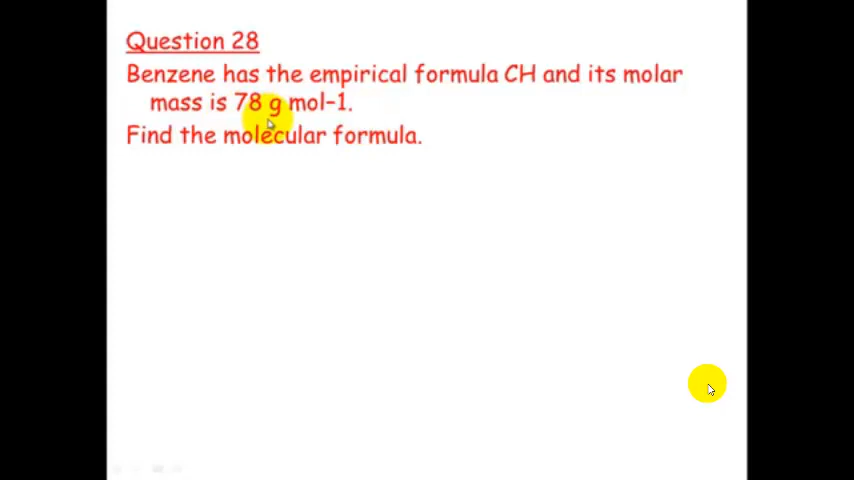 Question 28
Benzene has the empirical formula CH and its molar
mass is 78 g mol–1.
Find the molecular formula.